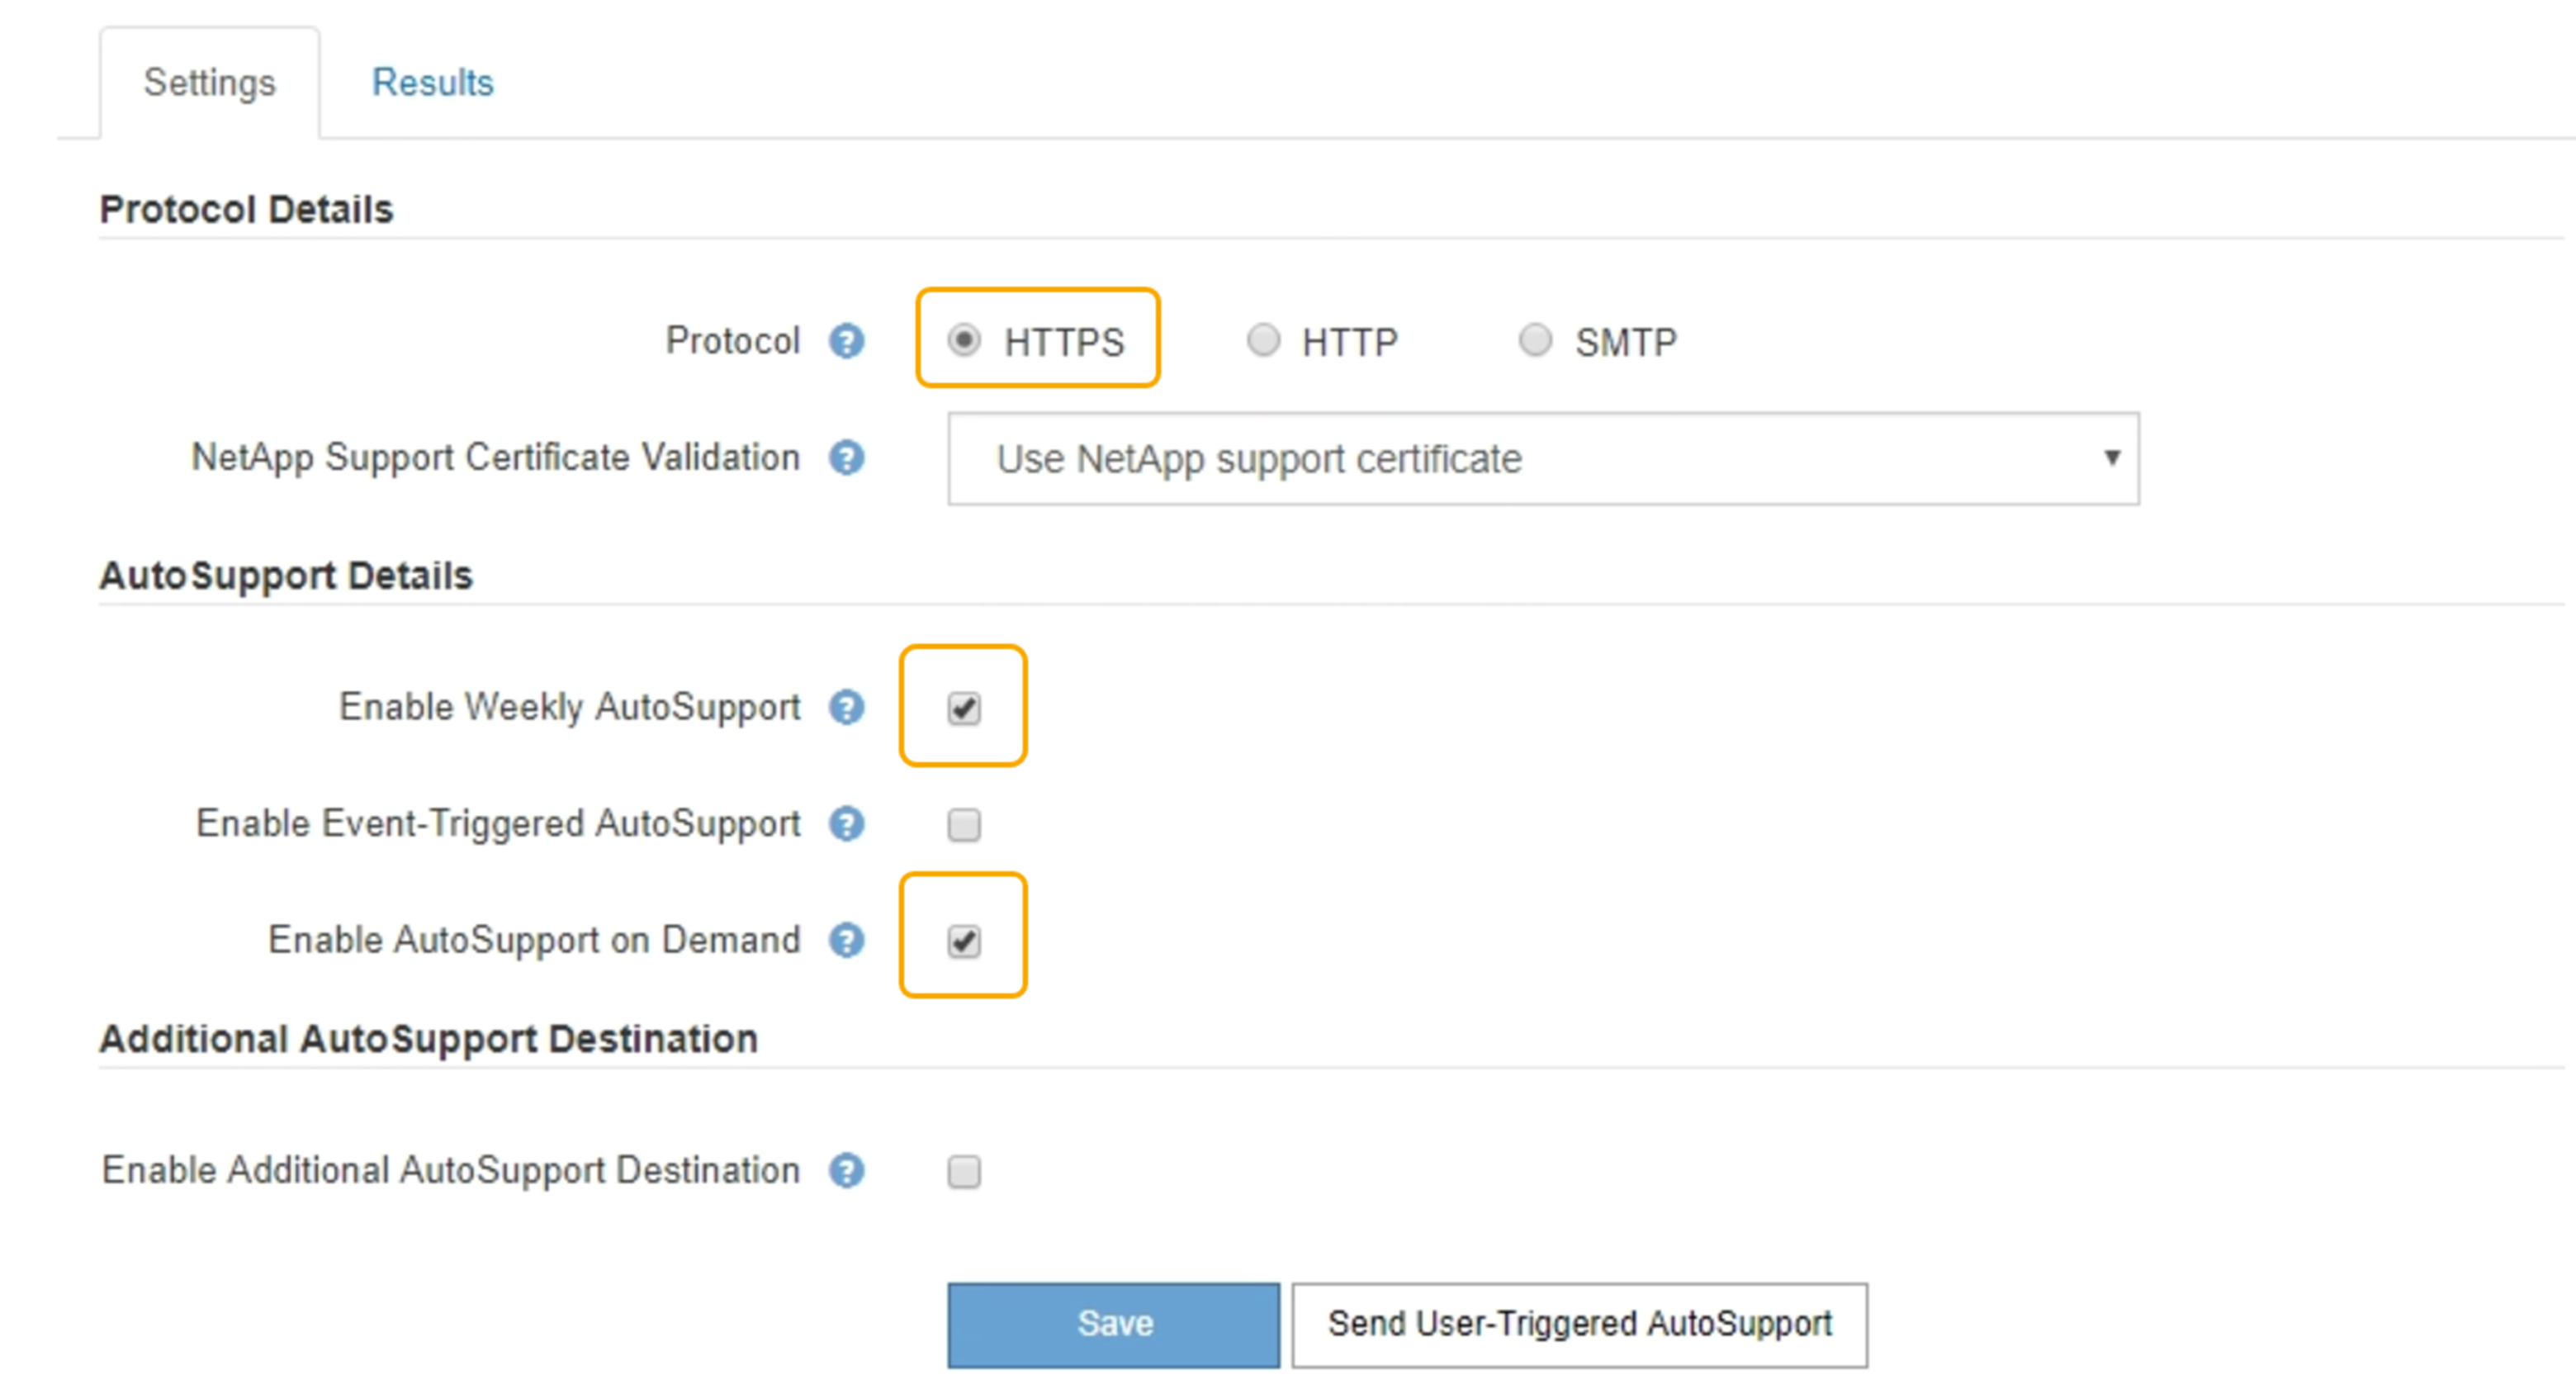 Settings Results
Protocol Details
Protocol ? HTTPS HTTP SMTP
NetApp Support Certificate Validation ? Use NetApp support certificate
AutoSupport Details
Enable Weekly AutoSupport ?
Enable Event-Triggered AutoSupport ?
Enable AutoSupport on Demand ?
Additional AutoSupport Destination
Enable Additional AutoSupport Destination ?
Save Send User-Triggered AutoSupport